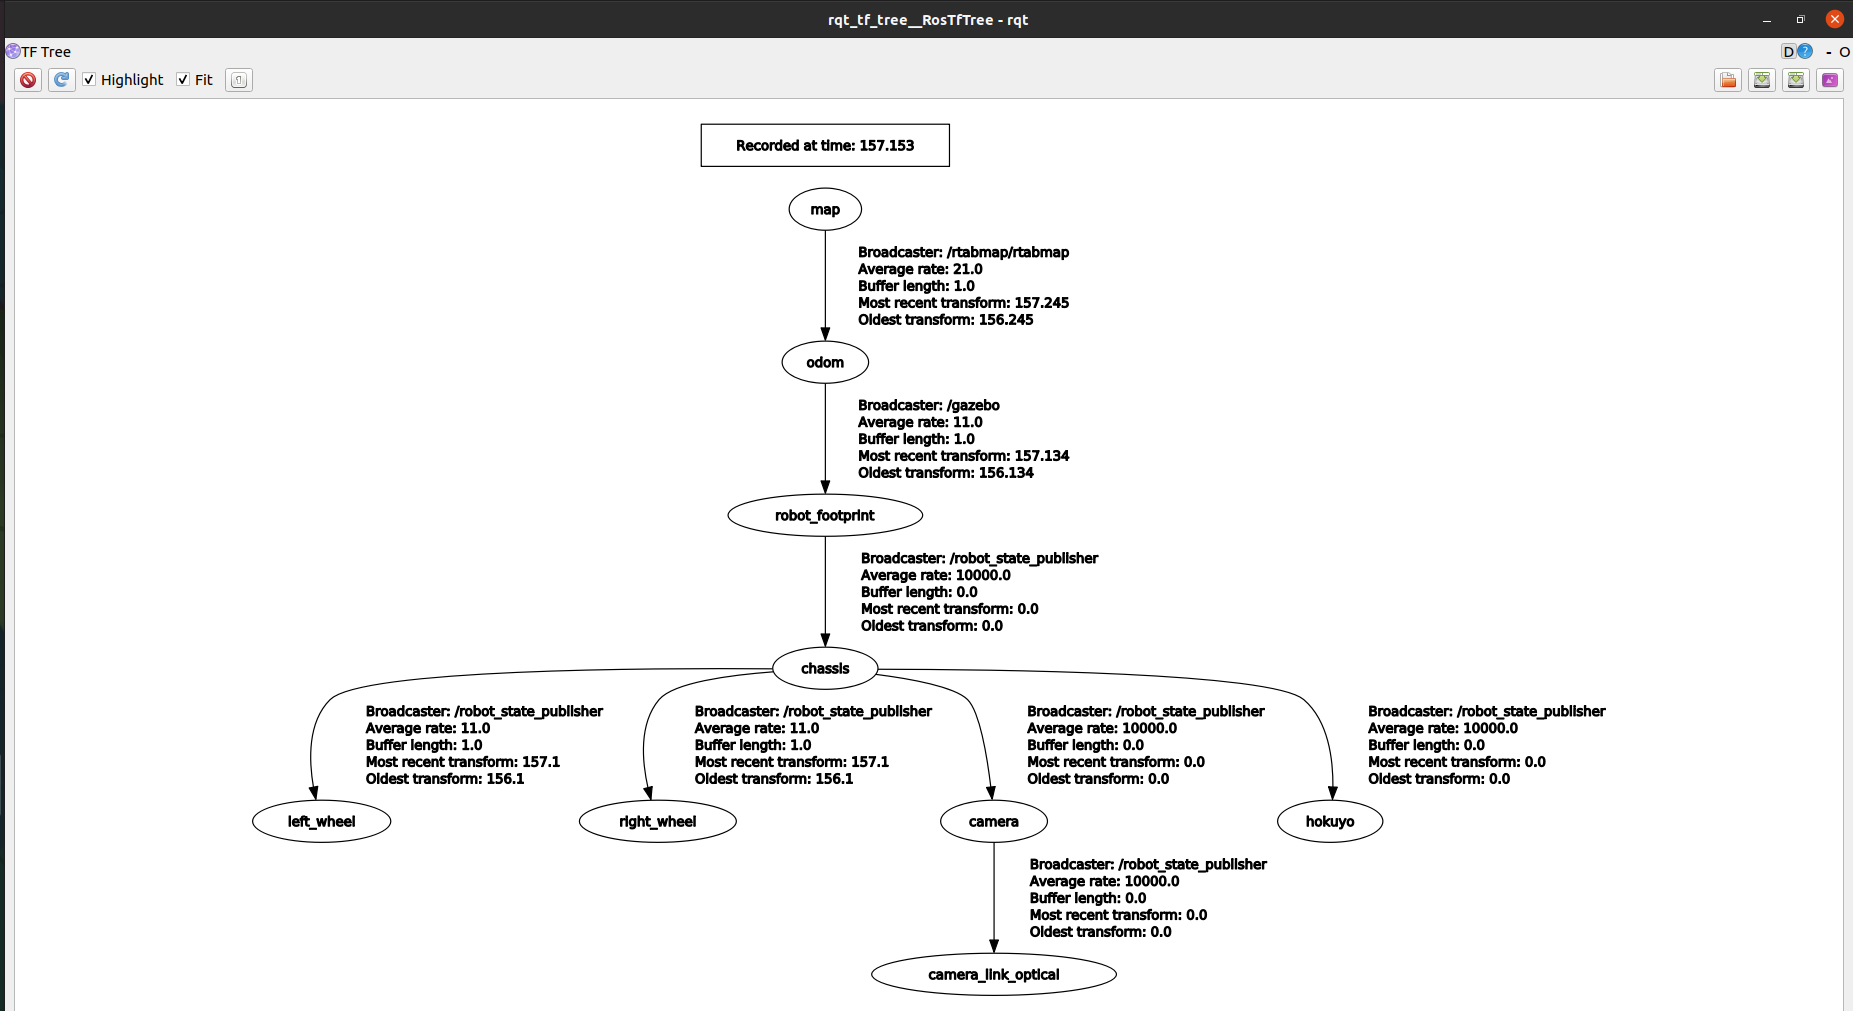 rqt_tf_tree__RosTfTree - rqt
TF Tree
D ? - O
Highlight Fit
Recorded at time: 157.153
map
Broadcaster: /rtabmap/rtabmap
Average rate: 21.0
Buffer length: 1.0
Most recent transform: 157.245
Oldest transform: 156.245
odom
Broadcaster: /gazebo
Average rate: 11.0
Buffer length: 1.0
Most recent transform: 157.134
Oldest transform: 156.134
robot_footprint
Broadcaster: /robot_state_publisher
Average rate: 10000.0
Buffer length: 0.0
Most recent transform: 0.0
Oldest transform: 0.0
chassis
Broadcaster: /robot_state_publisher
Average rate: 11.0
Buffer length: 1.0
Most recent transform: 157.1
Oldest transform: 156.1
Broadcaster: /robot_state_publisher
Average rate: 11.0
Buffer length: 1.0
Most recent transform: 157.1
Oldest transform: 156.1
Broadcaster: /robot_state_publisher
Average rate: 10000.0
Buffer length: 0.0
Most recent transform: 0.0
Oldest transform: 0.0
Broadcaster: /robot_state_publisher
Average rate: 10000.0
Buffer length: 0.0
Most recent transform: 0.0
Oldest transform: 0.0
left_wheel
right_wheel
camera
hokuyo
Broadcaster: /robot_state_publisher
Average rate: 10000.0
Buffer length: 0.0
Most recent transform: 0.0
Oldest transform: 0.0
camera_link_optical